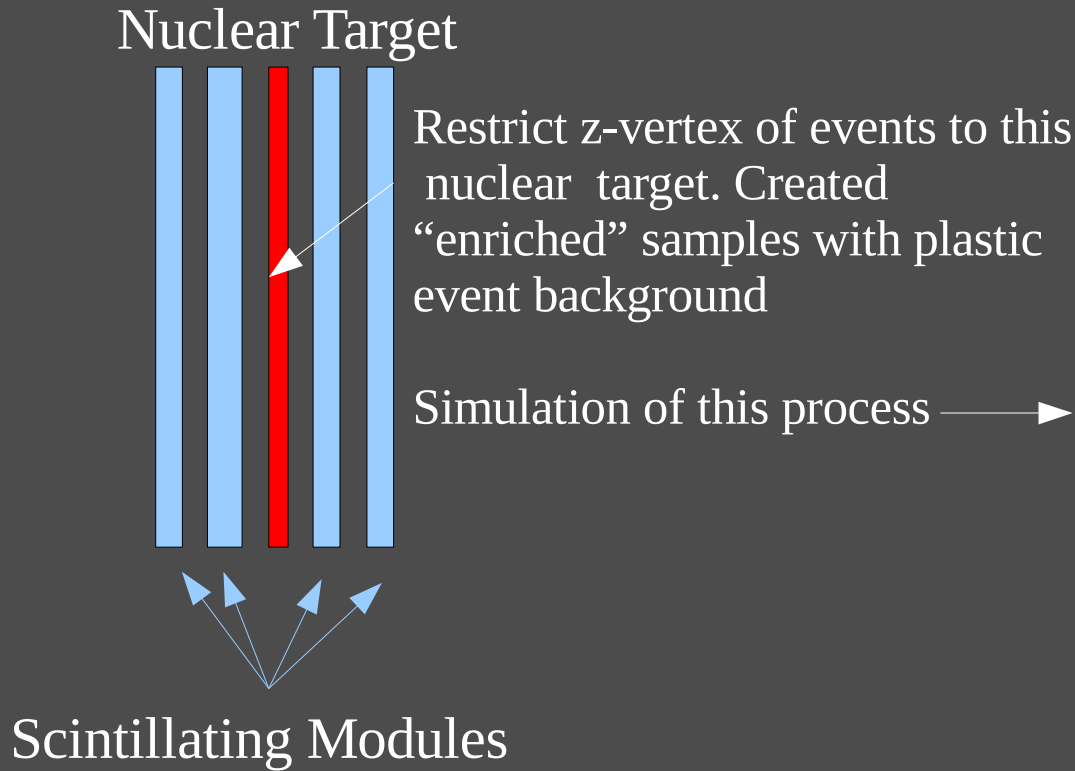 Nuclear Target
Restrict z-vertex of events to this
nuclear target. Created
“enriched” samples with plastic
event background
Simulation of this process
Scintillating Modules